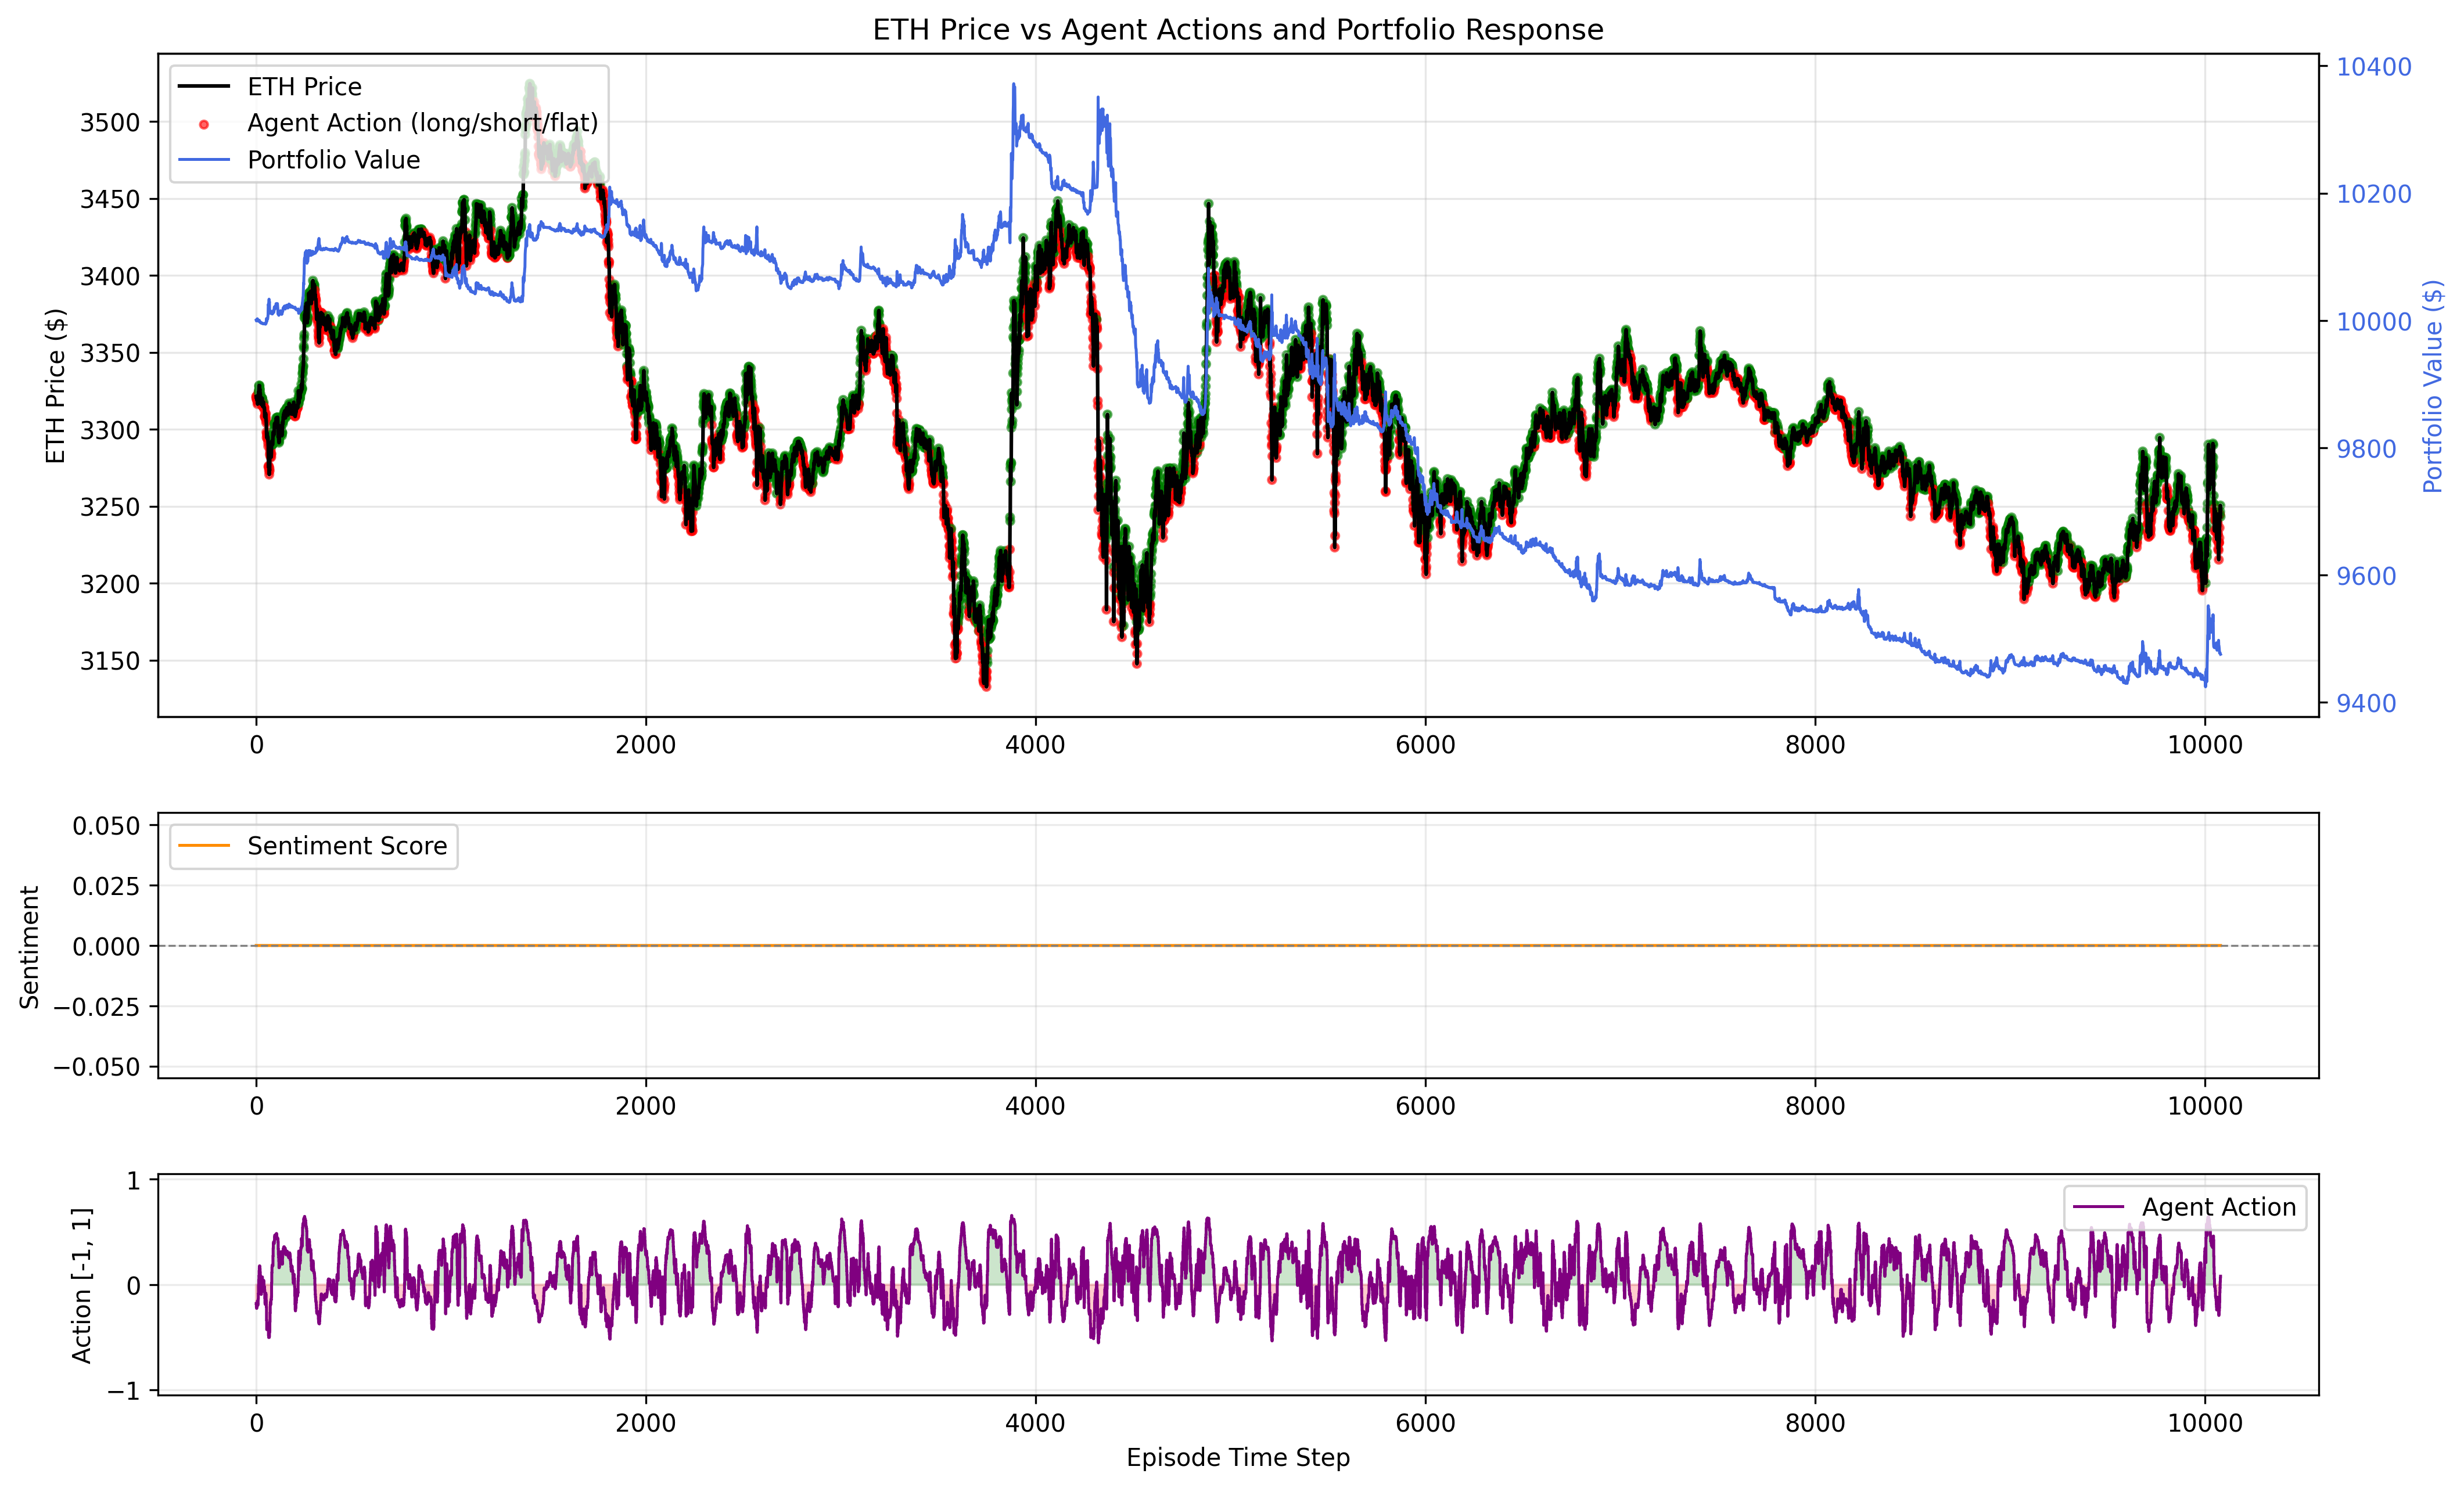 ETH Price vs Agent Actions and Portfolio Response
ETH Price
Agent Action (long/short/flat)
Portfolio Value
ETH Price ($)
3500
3450
3400
3350
3300
3250
3200
3150
10400
10200
10000
9800
9600
9400
Portfolio Value ($)
0 2000 4000 6000 8000 10000
Sentiment Score
Sentiment
0.050
0.025
0.000
−0.025
−0.050
0 2000 4000 6000 8000 10000
Agent Action
Action [-1, 1]
1
0
−1
0 2000 4000 6000 8000 10000
Episode Time Step